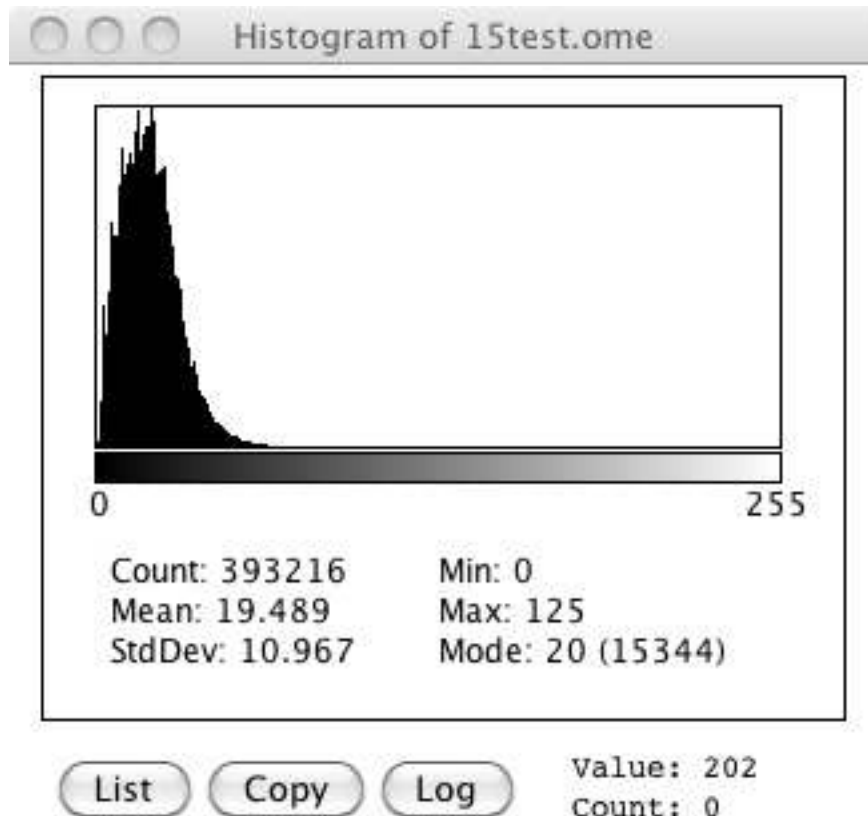 Histogram of 15test.ome
0 255
Count: 393216 Min: 0
Mean: 19.489 Max: 125
StdDev: 10.967 Mode: 20 (15344)
List Copy Log Value: 202
Count: 0